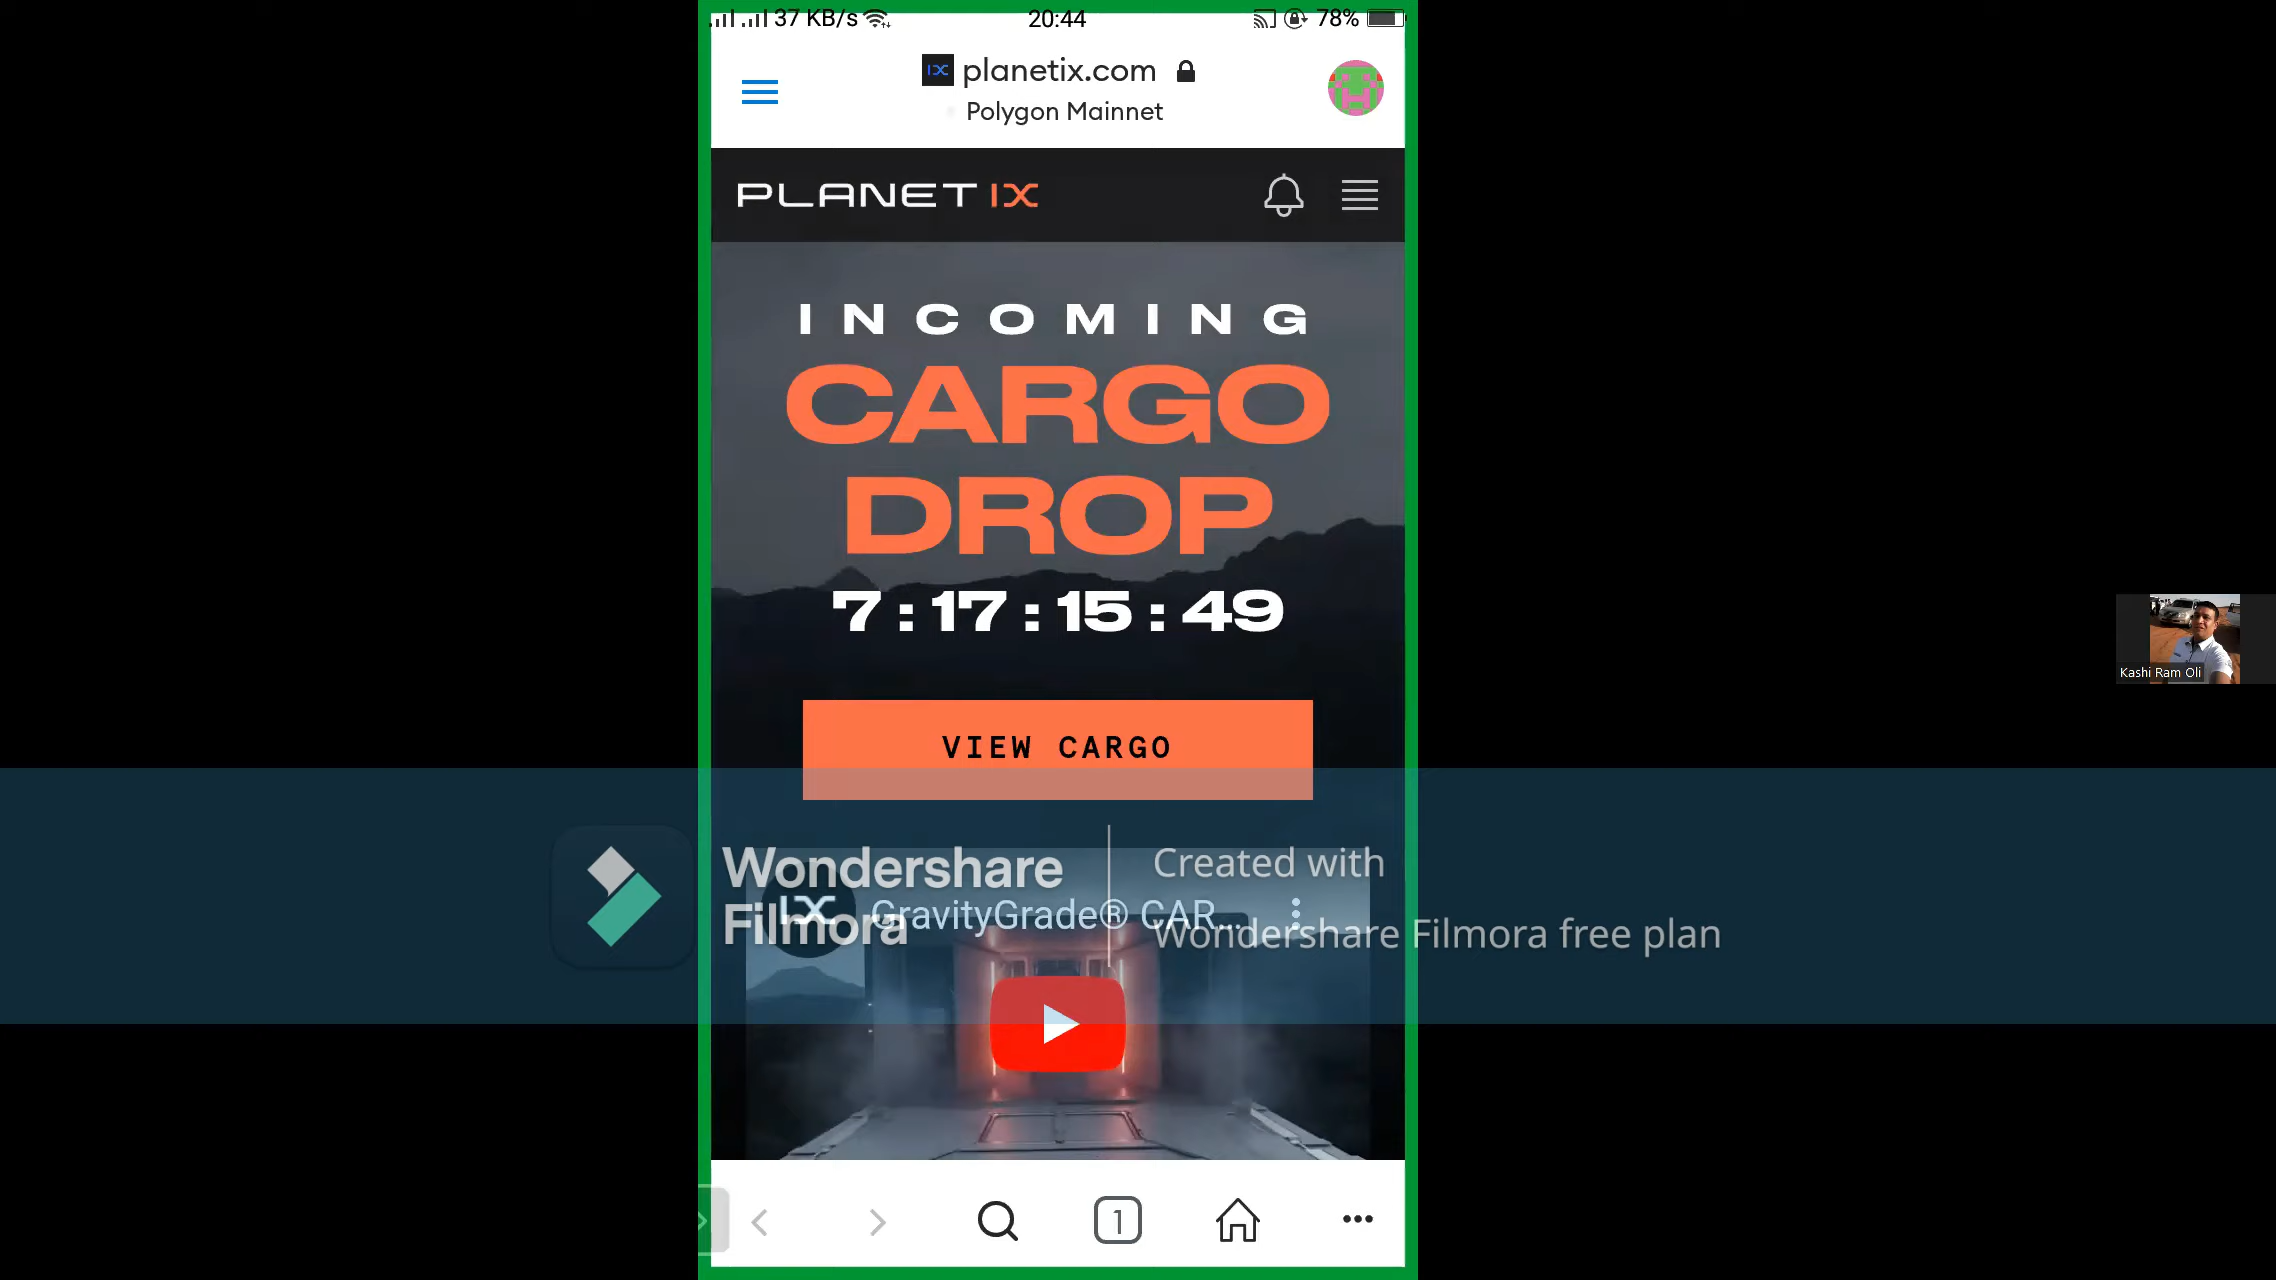 37 KB/s
20:44
78%
planetix.com
Polygon Mainnet
PLANET IX
INCOMING
CARGO
DROP
7 : 17 : 15 : 49
VIEW CARGO
Kashi Ram Oli
Wondershare
Filmora
Created with
Wondershare Filmora free plan
IX
GravityGrade® CAR...
1